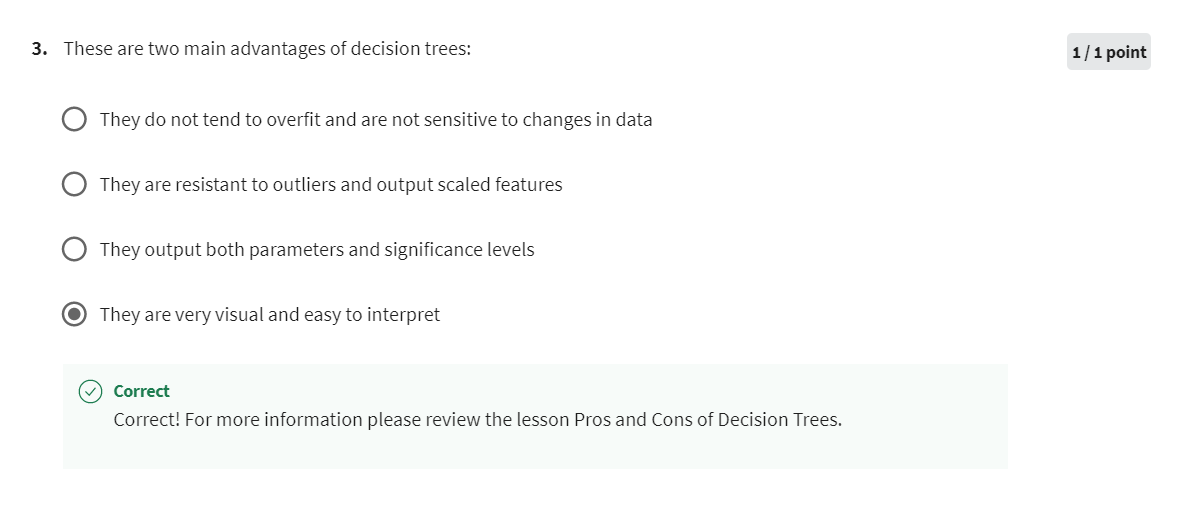 3. These are two main advantages of decision trees:
1 / 1 point
They do not tend to overfit and are not sensitive to changes in data
They are resistant to outliers and output scaled features
They output both parameters and significance levels
They are very visual and easy to interpret
Correct
Correct! For more information please review the lesson Pros and Cons of Decision Trees.